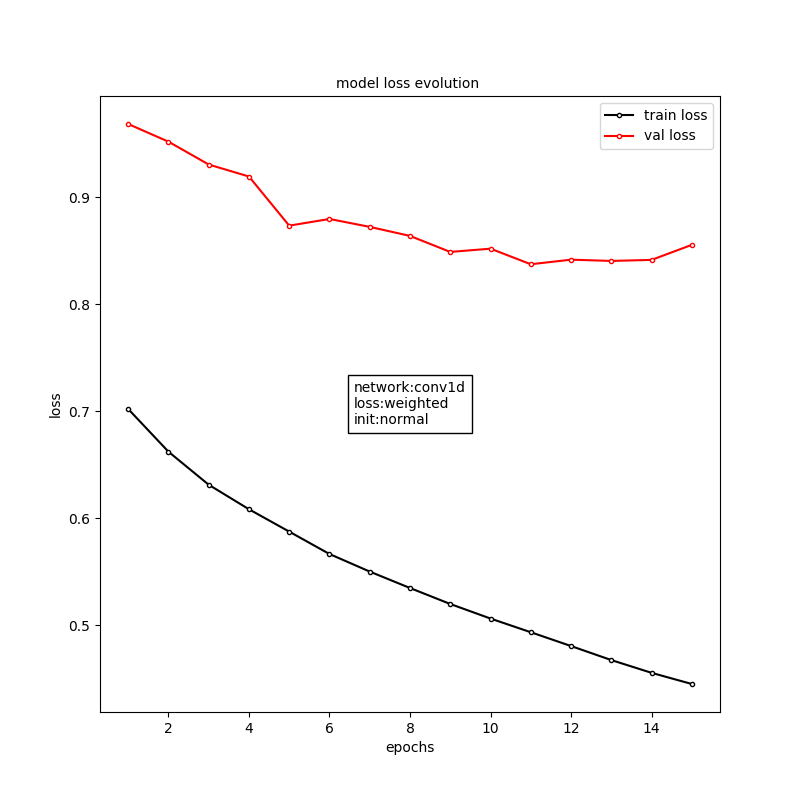 model loss evolution
train loss
val loss
0.9
0.8
0.7
0.6
0.5
loss
network:conv1d
loss:weighted
init:normal
2 4 6 8 10 12 14
epochs